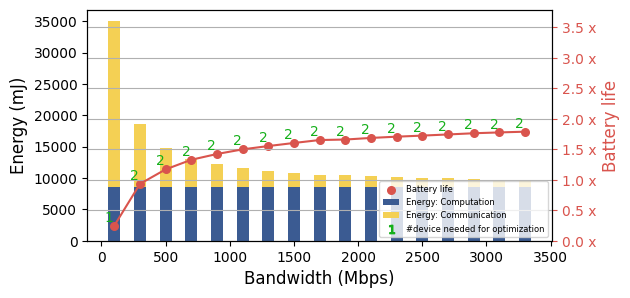 Energy (mJ)
35000
30000
25000
20000
15000
10000
5000
0
3.5 x
3.0 x
2.5 x
2.0 x
1.5 x
1.0 x
0.5 x
0.0 x
Battery life
2 2 2 2 2 2 2 2 2 2 2 2 2 2 2 2
Battery life
Energy: Computation
Energy: Communication
1 #device needed for optimization
0 500 1000 1500 2000 2500 3000 3500
Bandwidth (Mbps)